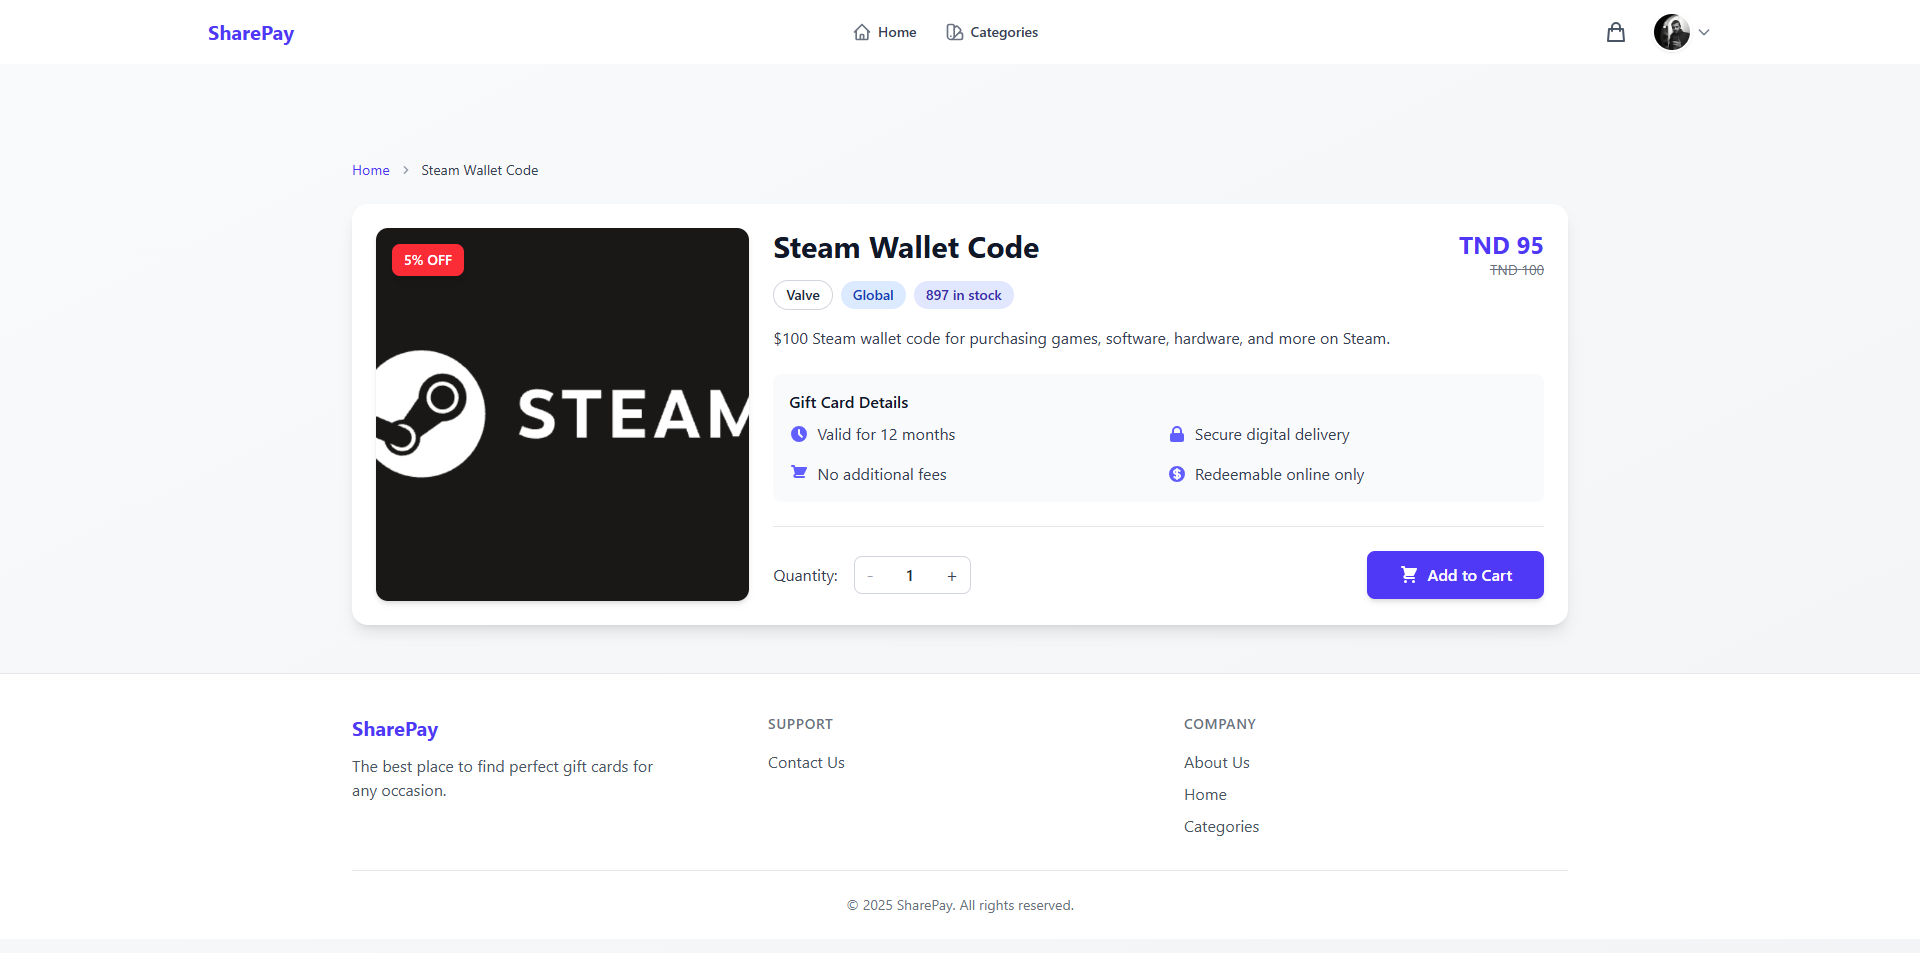 SharePay
Home
Categories
Home > Steam Wallet Code
5% OFF
STEAM
Steam Wallet Code
TND 95
TND 100
Valve
Global
897 in stock
$100 Steam wallet code for purchasing games, software, hardware, and more on Steam.
Gift Card Details
Valid for 12 months
Secure digital delivery
No additional fees
Redeemable online only
Quantity:
- 1 +
Add to Cart
SharePay
The best place to find perfect gift cards for
any occasion.
SUPPORT
Contact Us
COMPANY
About Us
Home
Categories
© 2025 SharePay. All rights reserved.